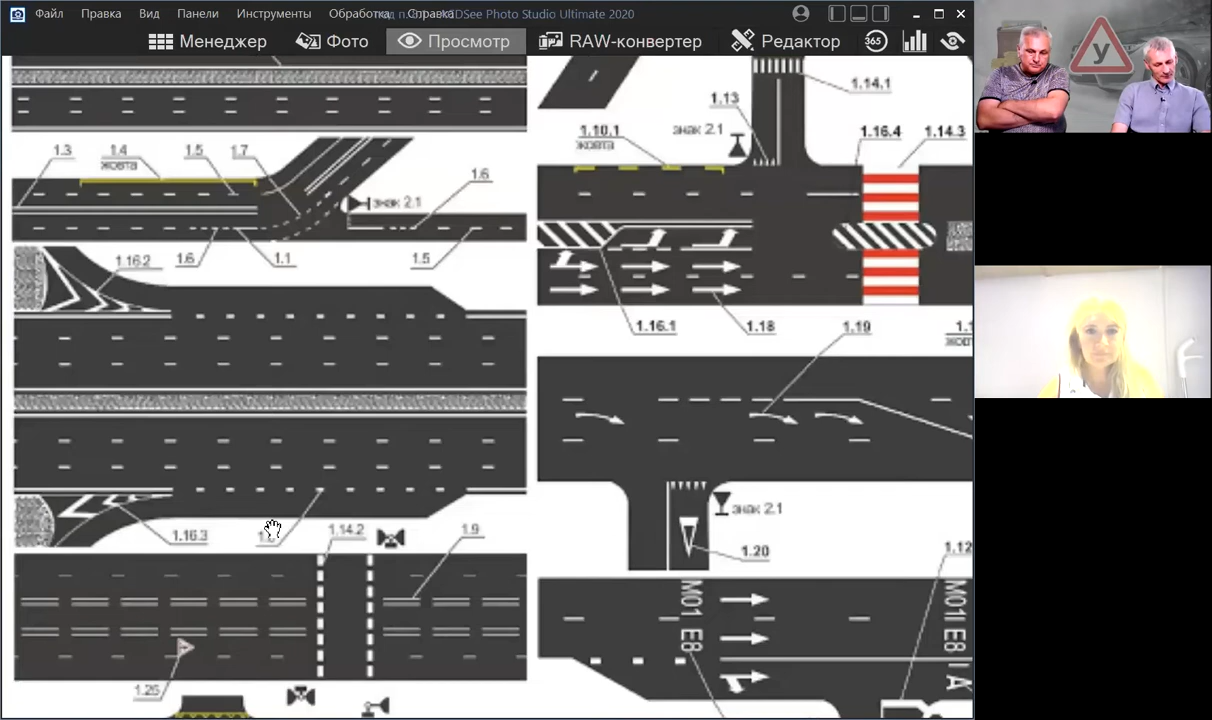 Файл Правка Вид Панели Инструменты Обработка Справка ACDSee Photo Studio Ultimate 2020
Менеджер Фото Просмотр RAW-конвертер Редактор 365
У
1.3
1.4
жовта
1.5
1.7
1.6
знак 2.1
1.6
1.1
1.5
1.16.2
1.16.3
1.14.2
1.9
1.25
1.14.1
1.13
знак 2.1
1.10.1
жовта
1.16.4
1.14.3
1.16.1
1.18
1.19
знак 2.1
1.20
1.12
M01 E8
M01 E8